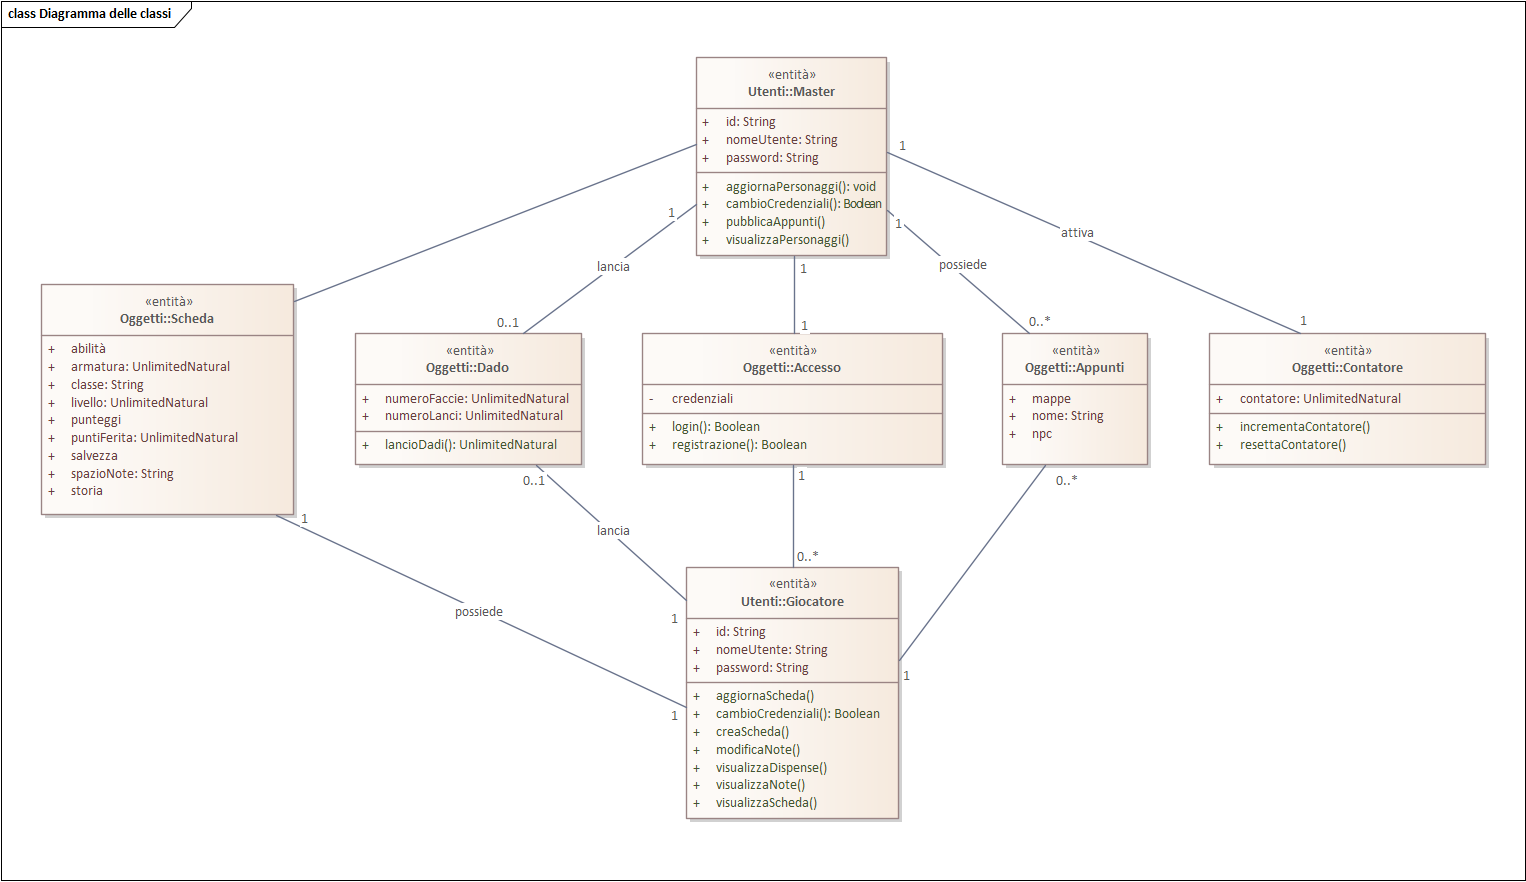 class Diagramma delle classi
«entità»
Utenti::Master
+ id: String
+ nomeUtente: String
+ password: String
+ aggiornaPersonaggi(): void
+ cambioCredenziali(): Boolean
+ pubblicaAppunti()
+ visualizzaPersonaggi()
1
1
1
1
attiva
lancia
possiede
0..1
1
0..*
1
«entità»
Oggetti::Scheda
+ abilità
+ armatura: UnlimitedNatural
+ classe: String
+ livello: UnlimitedNatural
+ punteggi
+ puntiFerita: UnlimitedNatural
+ salvezza
+ spazioNote: String
+ storia
«entità»
Oggetti::Dado
+ numeroFaccie: UnlimitedNatural
+ numeroLanci: UnlimitedNatural
+ lancioDadi(): UnlimitedNatural
«entità»
Oggetti::Accesso
- credenziali
+ login(): Boolean
+ registrazione(): Boolean
«entità»
Oggetti::Appunti
+ mappe
+ nome: String
+ npc
«entità»
Oggetti::Contatore
+ contatore: UnlimitedNatural
+ incrementaContatore()
+ resettaContatore()
1
0..1
1
0..*
lancia
0..*
possiede
1
1
1
«entità»
Utenti::Giocatore
+ id: String
+ nomeUtente: String
+ password: String
+ aggiornaScheda()
+ cambioCredenziali(): Boolean
+ creaScheda()
+ modificaNote()
+ visualizzaDispense()
+ visualizzaNote()
+ visualizzaScheda()